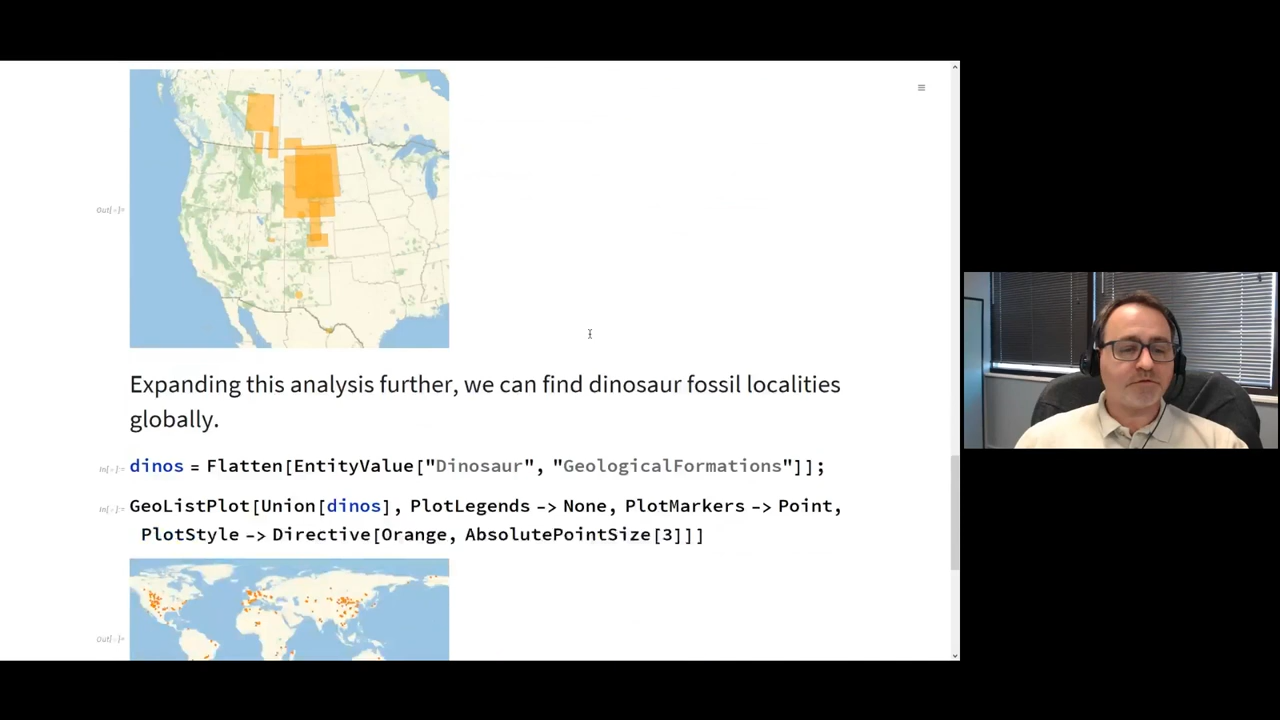 Out[-]=
Expanding this analysis further, we can find dinosaur fossil localities
globally.
In[-]:= dinos = Flatten[EntityValue["Dinosaur", "GeologicalFormations"]];
In[-]:= GeoListPlot[Union[dinos], PlotLegends -> None, PlotMarkers -> Point,
PlotStyle -> Directive[Orange, AbsolutePointSize[3]]]
Out[-]=